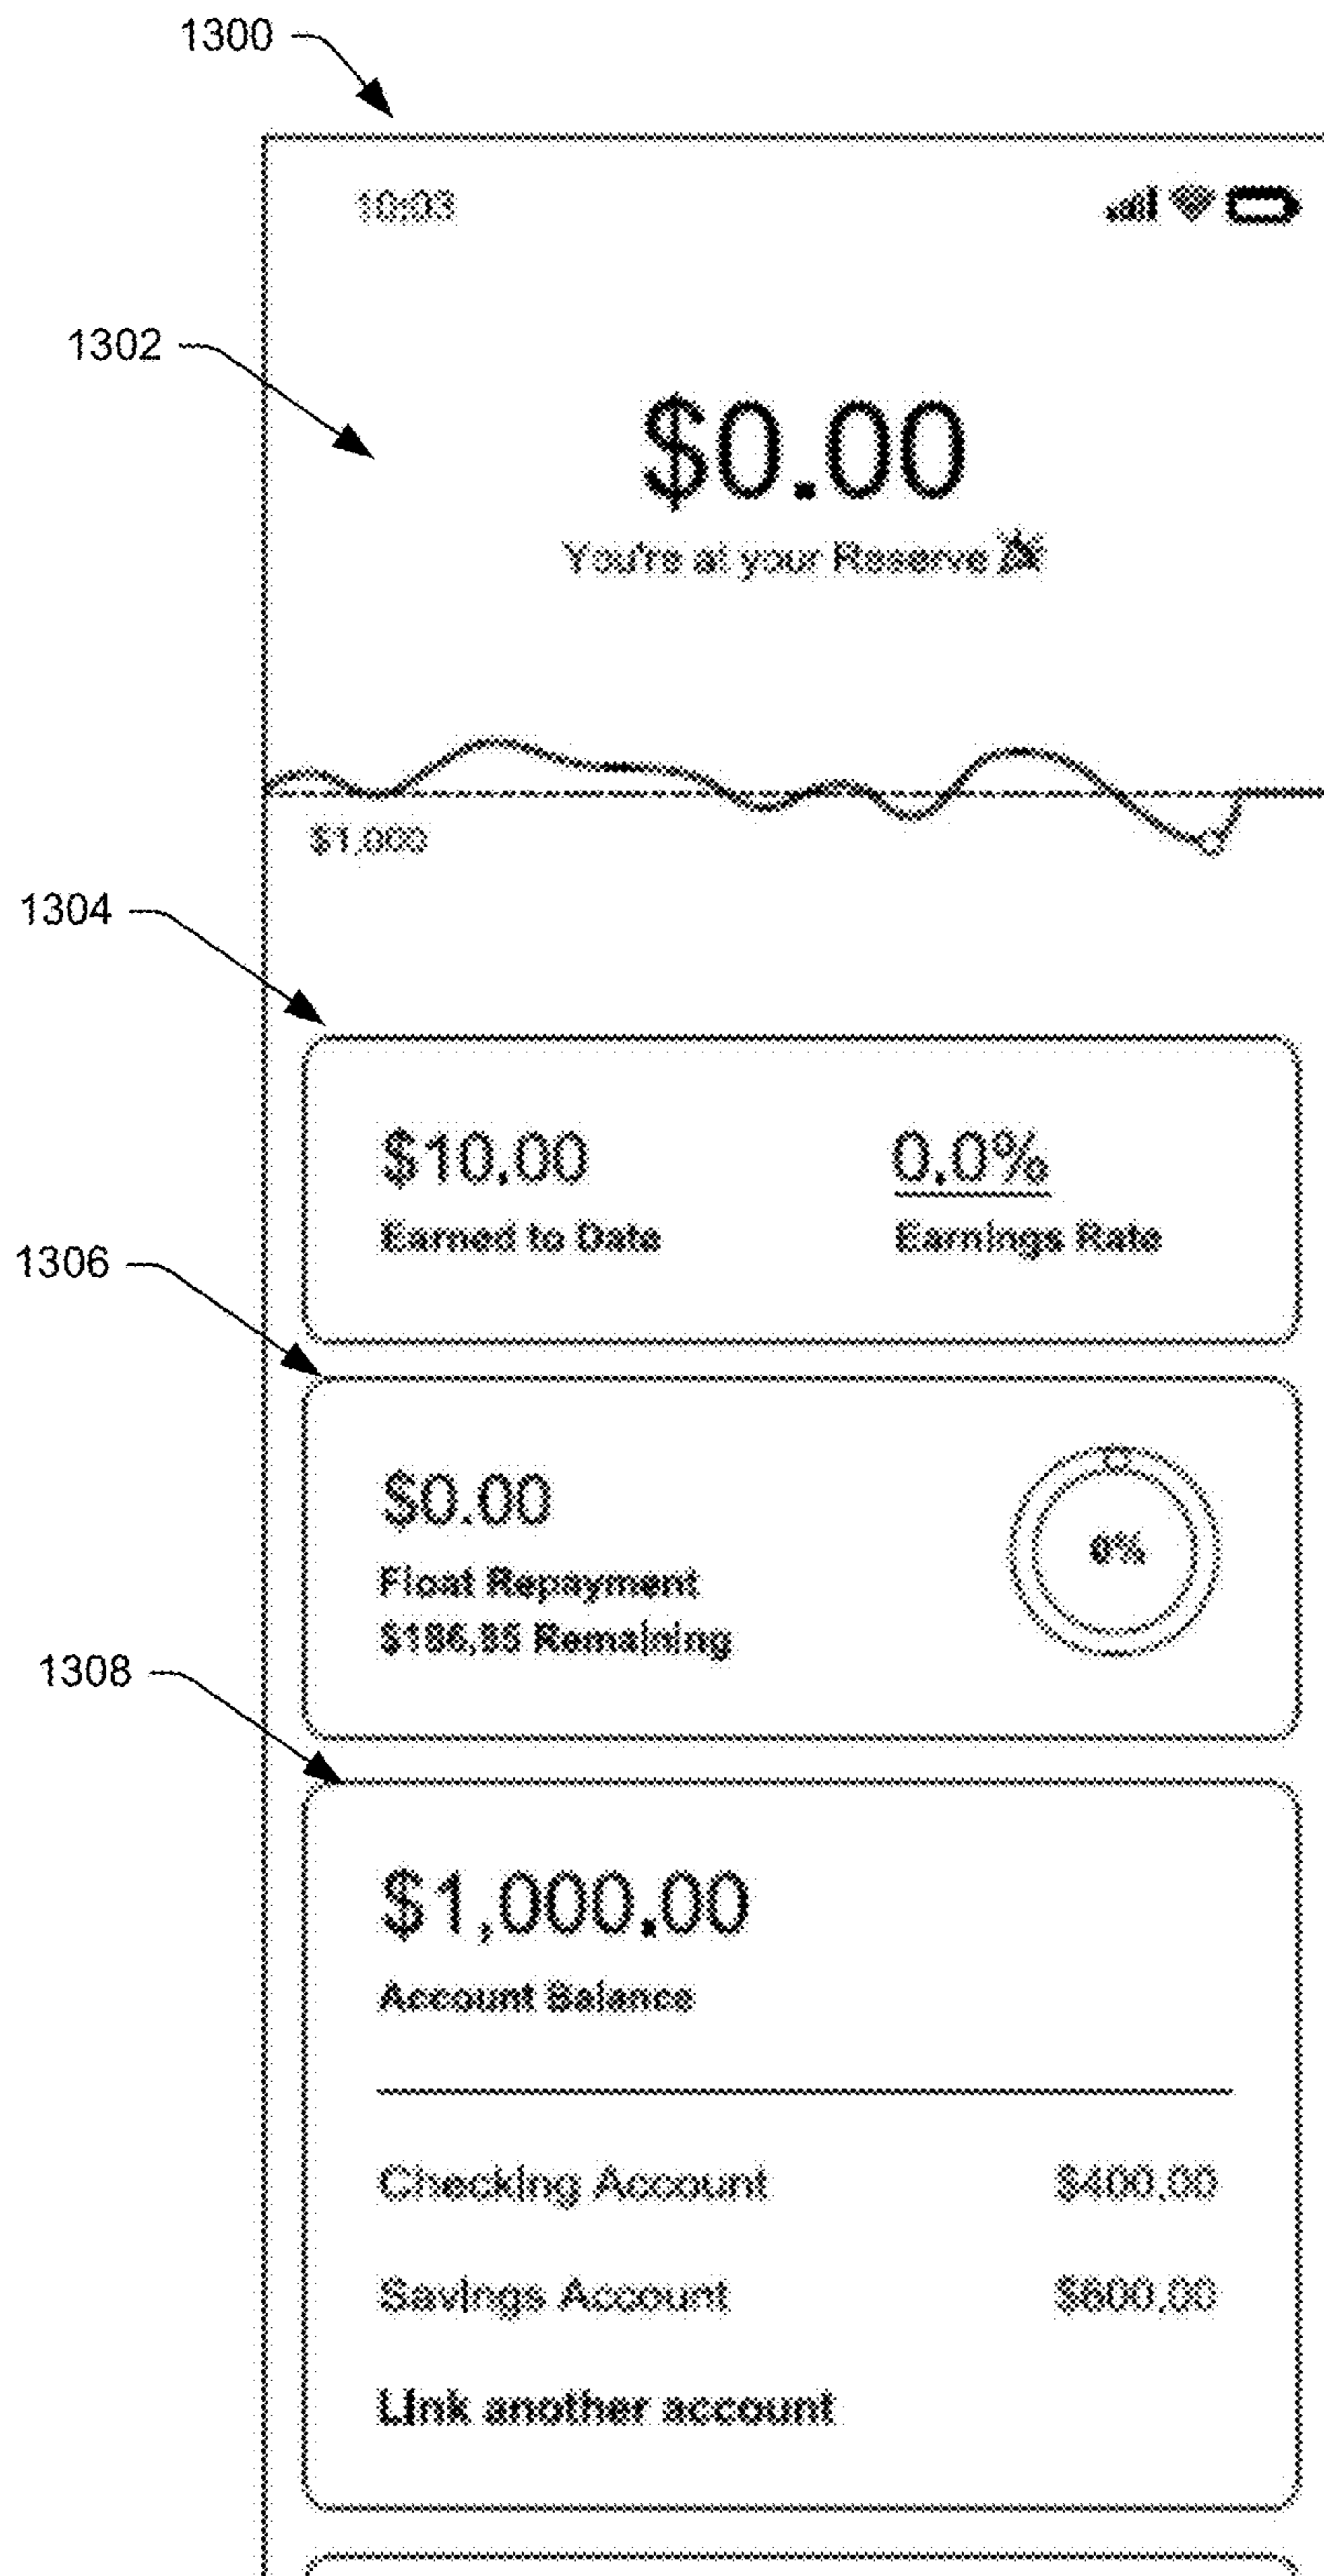 1300
10:03
1302
$0.00
You're at your Reserve
$1,000
1304
$10.00 0.0%
Earned to Date Earnings Rate
1306
$0.00
0%
Float Repayment
$186.95 Remaining
1308
$1,000.00
Account Balance
Checking Account $400.00
Savings Account $600.00
Link another account